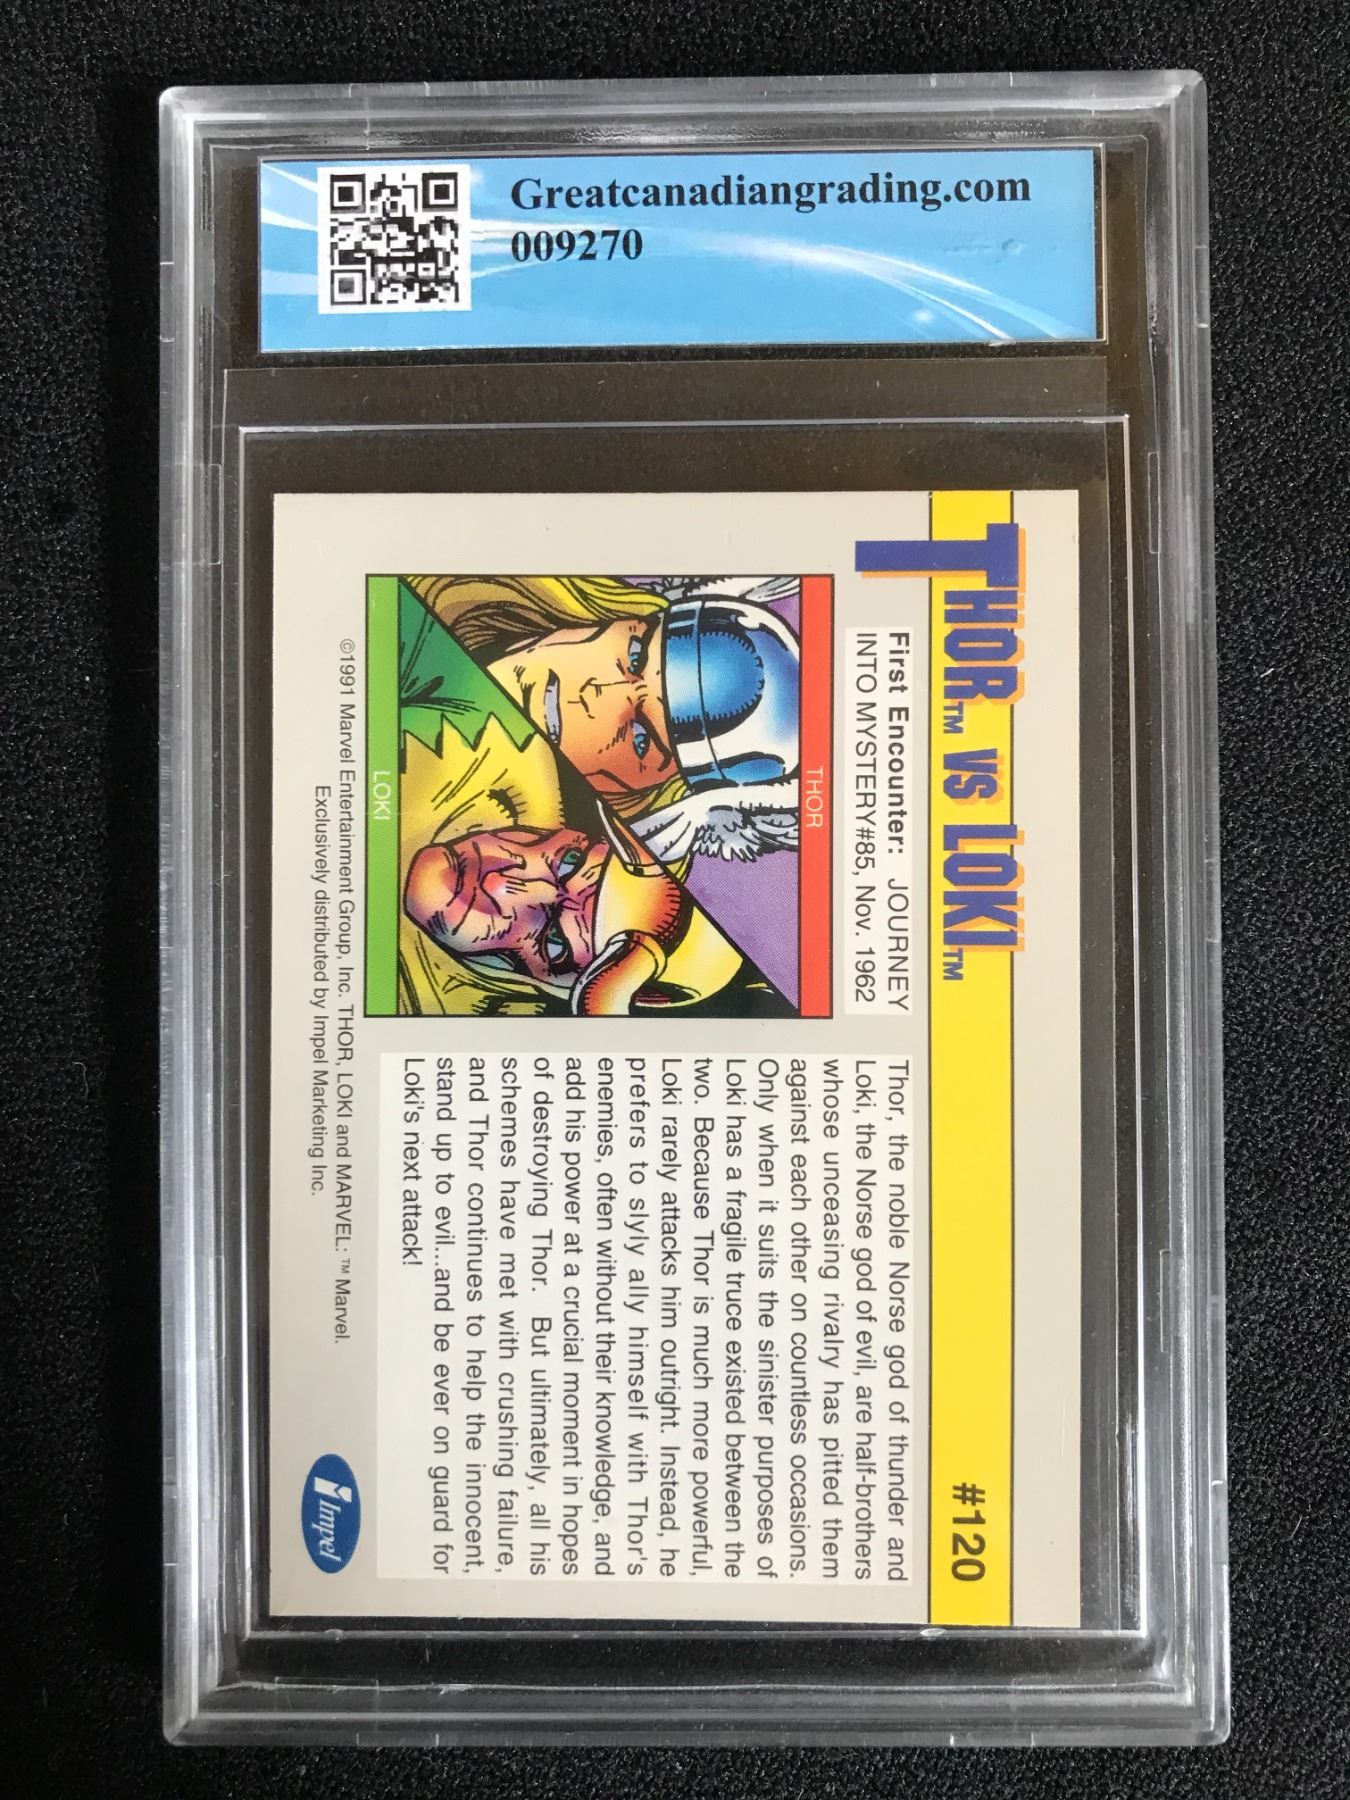 Greatcanadiangrading.com
009270
THOR™ VS LOKI™
#120
First Encounter: JOURNEY
INTO MYSTERY#85, Nov. 1962
THOR
LOKI
Thor, the noble Norse god of thunder and
Loki, the Norse god of evil, are half-brothers
whose unceasing rivalry has pitted them
against each other on countless occasions.
Only when it suits the sinister purposes of
Loki has a fragile truce existed between the
two. Because Thor is much more powerful,
Loki rarely attacks him outright. Instead, he
prefers to slyly ally himself with Thor's
enemies, often without their knowledge, and
add his power at a crucial moment in hopes
of destroying Thor. But ultimately, all his
schemes have met with crushing failure,
and Thor continues to help the innocent,
stand up to evil...and be ever on guard for
Loki's next attack!
©1991 Marvel Entertainment Group, Inc. THOR, LOKI and MARVEL: ™ Marvel.
Exclusively distributed by Impel Marketing Inc.
Impel